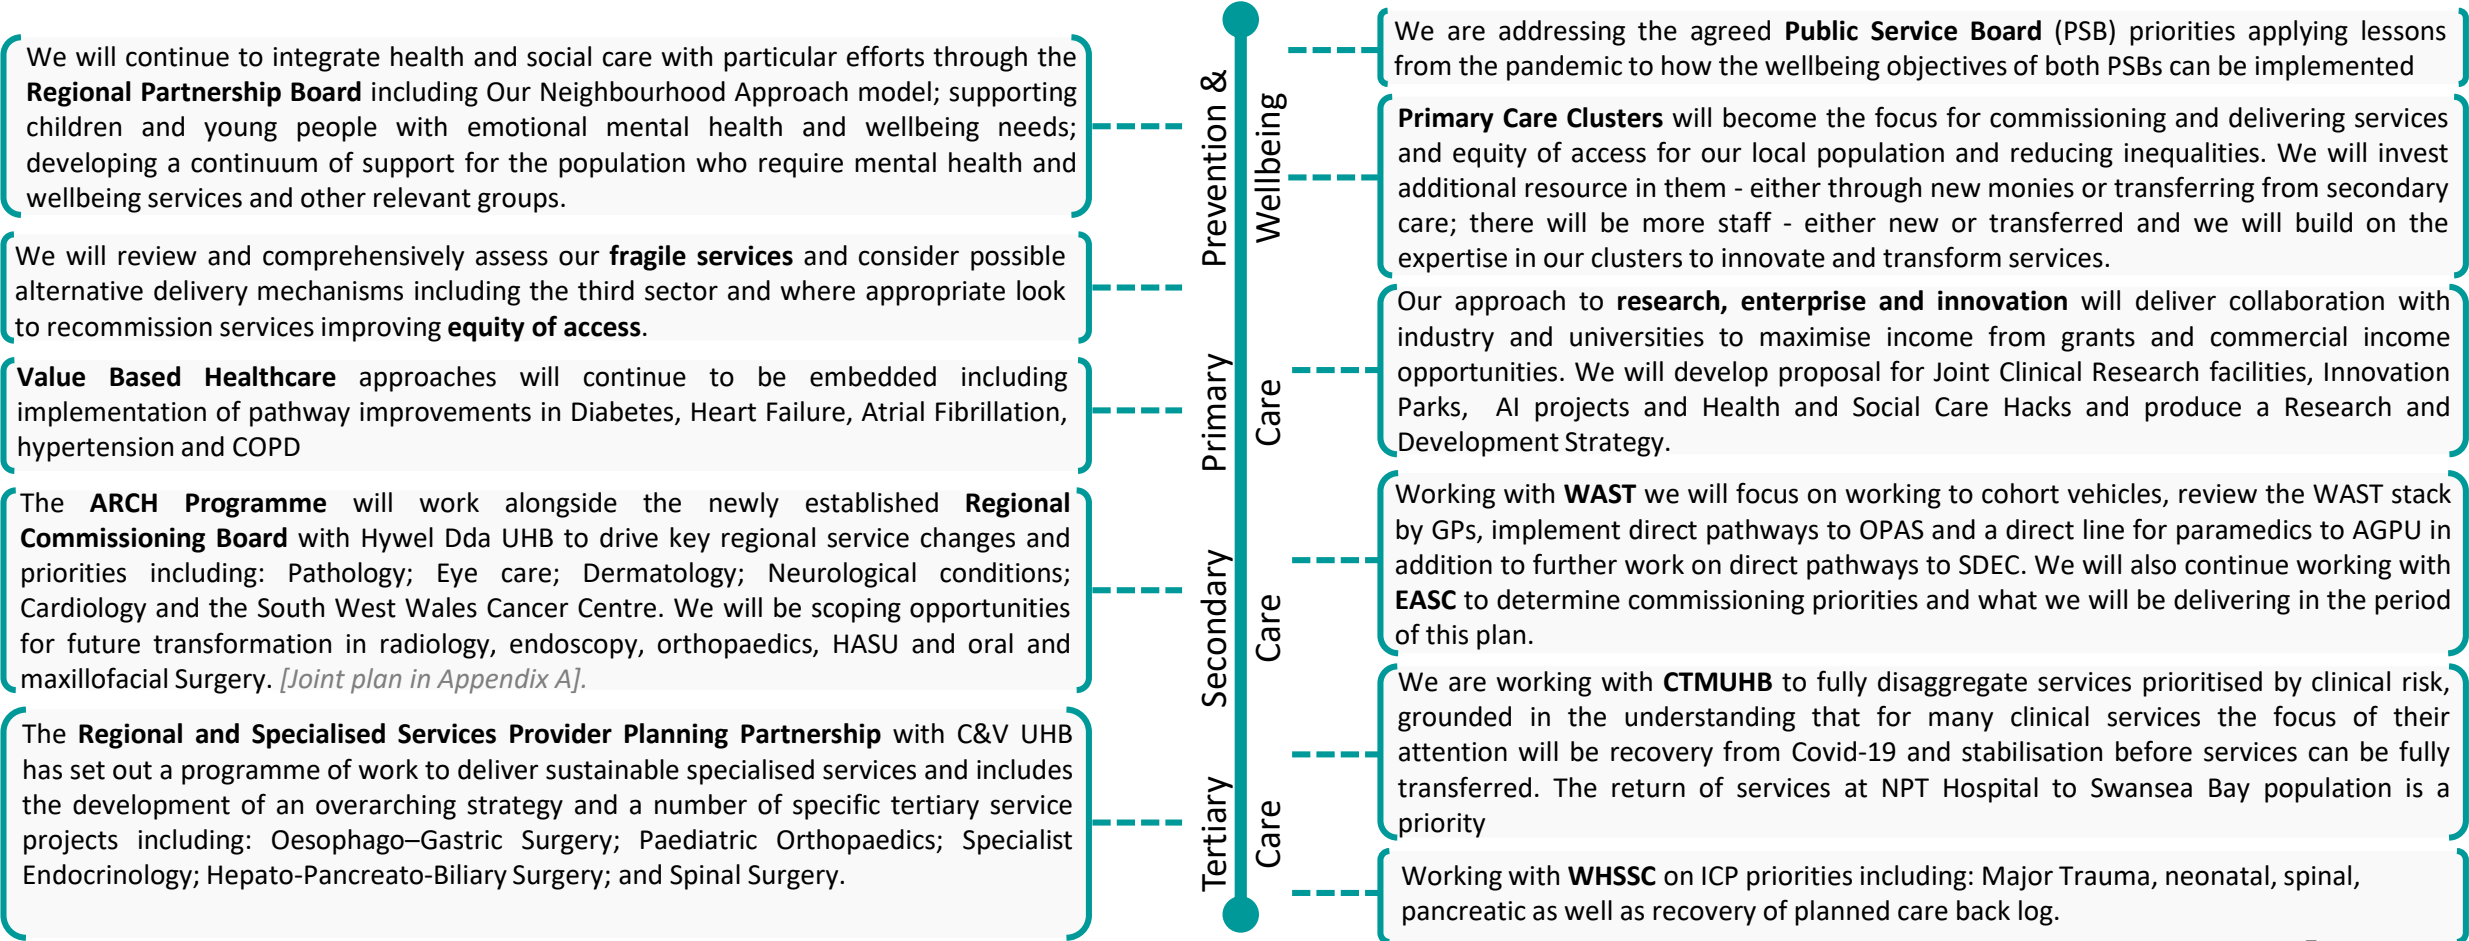 We will continue to integrate health and social care with particular efforts through the
Regional Partnership Board including Our Neighbourhood Approach model; supporting
children and young people with emotional mental health and wellbeing needs;
developing a continuum of support for the population who require mental health and
wellbeing services and other relevant groups.
We will review and comprehensively assess our fragile services and consider possible
alternative delivery mechanisms including the third sector and where appropriate look
to recommission services improving equity of access.
Value Based Healthcare approaches will continue to be embedded including
implementation of pathway improvements in Diabetes, Heart Failure, Atrial Fibrillation,
hypertension and COPD
The ARCH Programme will work alongside the newly established Regional
Commissioning Board with Hywel Dda UHB to drive key regional service changes and
priorities including: Pathology; Eye care; Dermatology; Neurological conditions;
Cardiology and the South West Wales Cancer Centre. We will be scoping opportunities
for future transformation in radiology, endoscopy, orthopaedics, HASU and oral and
maxillofacial Surgery. [Joint plan in Appendix A].
The Regional and Specialised Services Provider Planning Partnership with C&V UHB
has set out a programme of work to deliver sustainable specialised services and includes
the development of an overarching strategy and a number of specific tertiary service
projects including: Oesophago–Gastric Surgery; Paediatric Orthopaedics; Specialist
Endocrinology; Hepato-Pancreato-Biliary Surgery; and Spinal Surgery.
Prevention &
Wellbeing
Primary
Care
Secondary
Care
Tertiary
Care
We are addressing the agreed Public Service Board (PSB) priorities applying lessons
from the pandemic to how the wellbeing objectives of both PSBs can be implemented
Primary Care Clusters will become the focus for commissioning and delivering services
and equity of access for our local population and reducing inequalities. We will invest
additional resource in them - either through new monies or transferring from secondary
care; there will be more staff - either new or transferred and we will build on the
expertise in our clusters to innovate and transform services.
Our approach to research, enterprise and innovation will deliver collaboration with
industry and universities to maximise income from grants and commercial income
opportunities. We will develop proposal for Joint Clinical Research facilities, Innovation
Parks, AI projects and Health and Social Care Hacks and produce a Research and
Development Strategy.
Working with WAST we will focus on working to cohort vehicles, review the WAST stack
by GPs, implement direct pathways to OPAS and a direct line for paramedics to AGPU in
addition to further work on direct pathways to SDEC. We will also continue working with
EASC to determine commissioning priorities and what we will be delivering in the period
of this plan.
We are working with CTMUHB to fully disaggregate services prioritised by clinical risk,
grounded in the understanding that for many clinical services the focus of their
attention will be recovery from Covid-19 and stabilisation before services can be fully
transferred. The return of services at NPT Hospital to Swansea Bay population is a
priority
Working with WHSSC on ICP priorities including: Major Trauma, neonatal, spinal,
pancreatic as well as recovery of planned care back log.